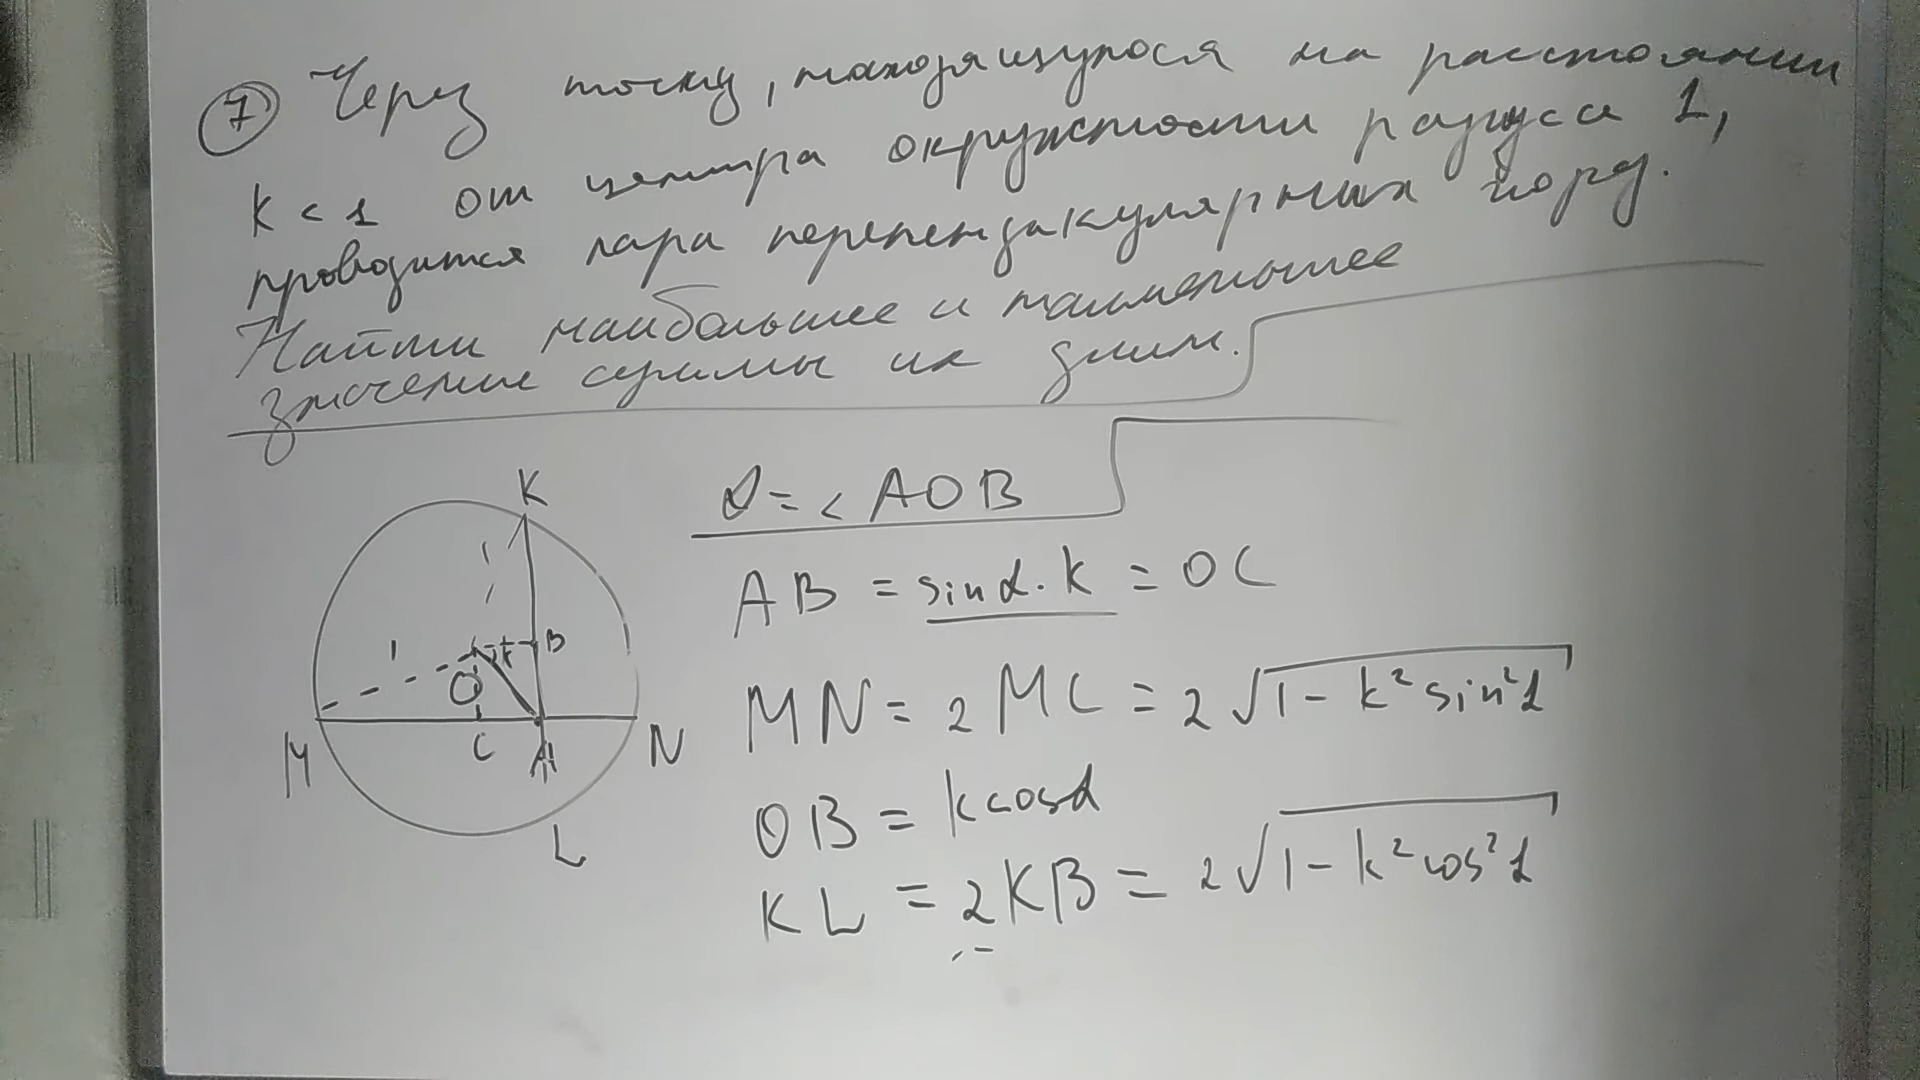 7 Через точку, находящуюся на расстоянии
k < 1 от центра окружности радиуса 1,
проводится пара перпендикулярных хорд.
Найти наибольшее и наименьшее
значение суммы их длин.
K
1
1
O
k
B
M
C
A
N
L
α = ∠AOB
AB = sinα · k = OC
MN = 2MC = 2√1 - k² sin²α
OB = k cosα
KL = 2KB = 2√1 - k² cos²α